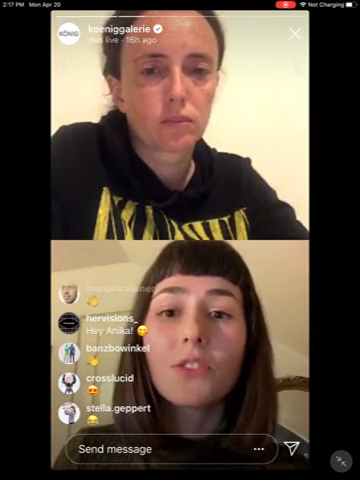 2:17 PM Mon Apr 20
Not Charging
KÖNIG
koeniggalerie
was live · 16h ago
hervisions_
Hey Anika! 😋
banzbowinkel
👋
crosslucid
😍
stella.geppert
😂
Send message